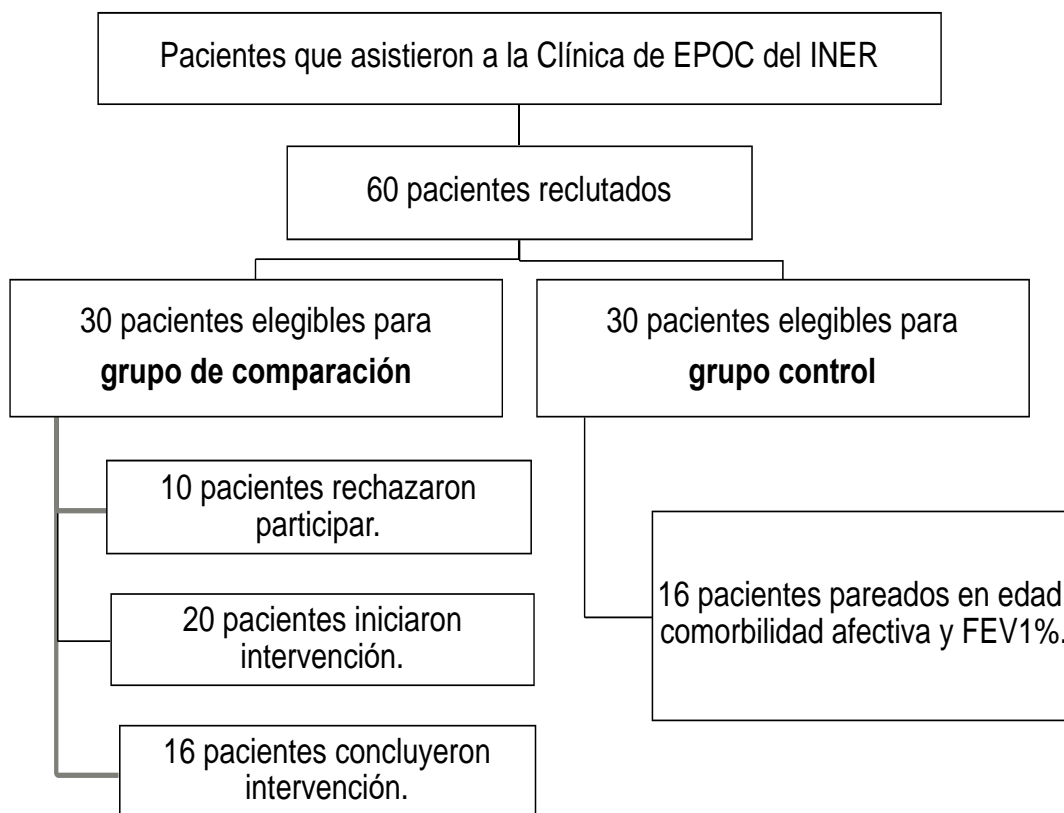 Pacientes que asistieron a la Clínica de EPOC del INER
60 pacientes reclutados
30 pacientes elegibles para
grupo de comparación
30 pacientes elegibles para
grupo control
10 pacientes rechazaron
participar.
20 pacientes iniciaron
intervención.
16 pacientes concluyeron
intervención.
16 pacientes pareados en edad
comorbilidad afectiva y FEV1%.